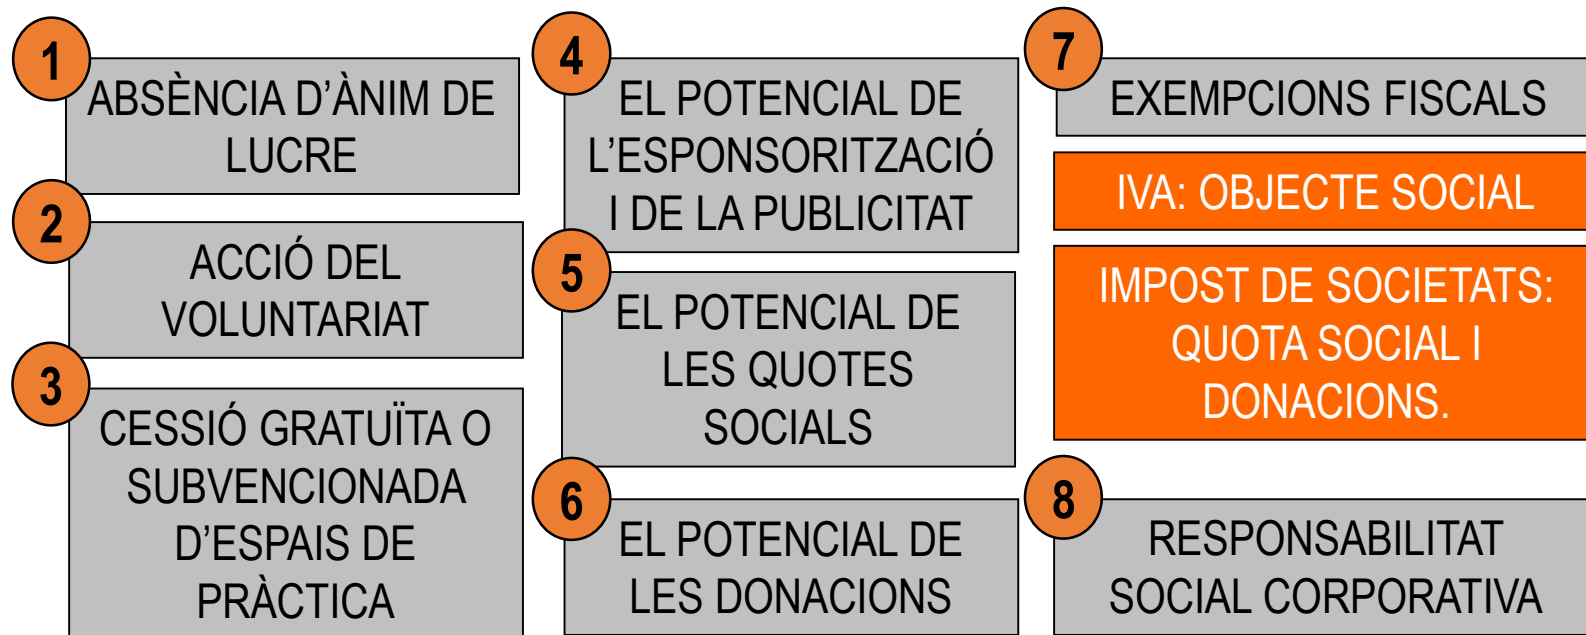 1
ABSÈNCIA D’ÀNIM DE
LUCRE
2
ACCIÓ DEL
VOLUNTARIAT
3
CESSIÓ GRATUÏTA O
SUBVENCIONADA
D’ESPAIS DE
PRÀCTICA
4
EL POTENCIAL DE
L’ESPONSORITZACIÓ
I DE LA PUBLICITAT
5
EL POTENCIAL DE
LES QUOTES
SOCIALS
6
EL POTENCIAL DE
LES DONACIONS
7
EXEMPCIONS FISCALS
IVA: OBJECTE SOCIAL
IMPOST DE SOCIETATS:
QUOTA SOCIAL I
DONACIONS.
8
RESPONSABILITAT
SOCIAL CORPORATIVA